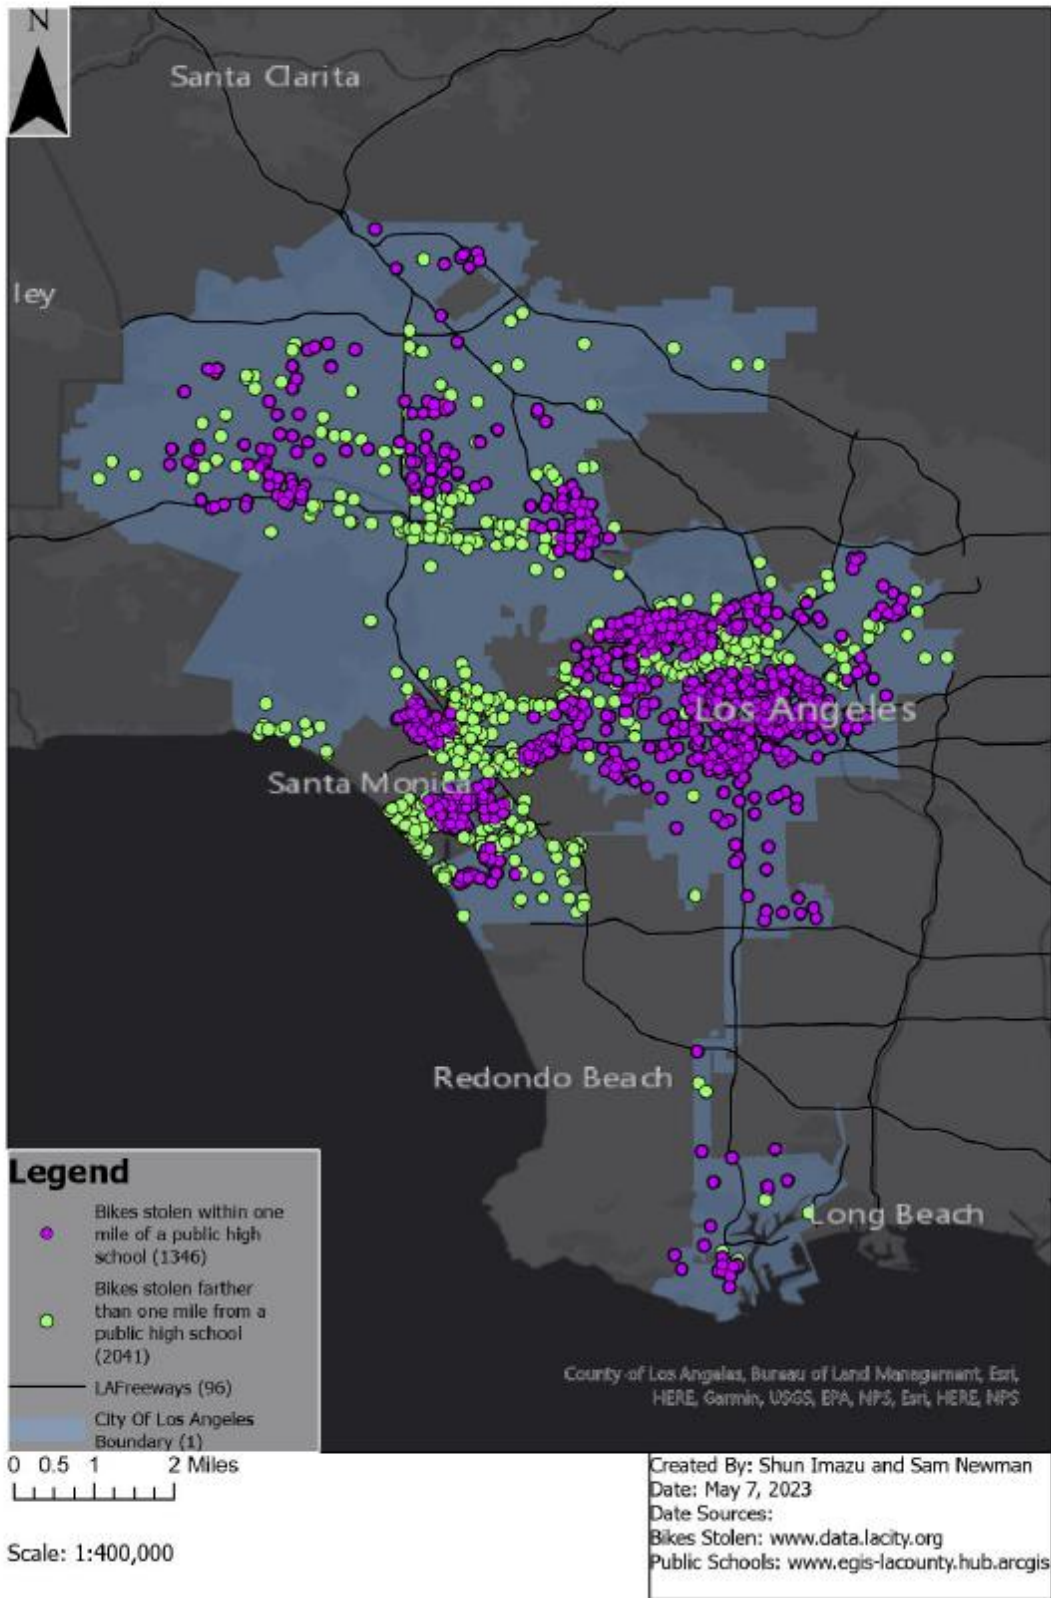 N
Santa Clarita
ley
Los Angeles
Santa Monica
Redondo Beach
Long Beach
Legend
Bikes stolen within one
mile of a public high
school (1346)
Bikes stolen farther
than one mile from a
public high school
(2041)
LAFreeways (96)
City Of Los Angeles
Boundary (1)
County of Los Angeles, Bureau of Land Management, Esri,
HERE, Garmin, USGS, EPA, NPS, Esri, HERE, NPS
0 0.5 1 2 Miles
Scale: 1:400,000
Created By: Shun Imazu and Sam Newman
Date: May 7, 2023
Date Sources:
Bikes Stolen: www.data.lacity.org
Public Schools: www.egis-lacounty.hub.arcgis